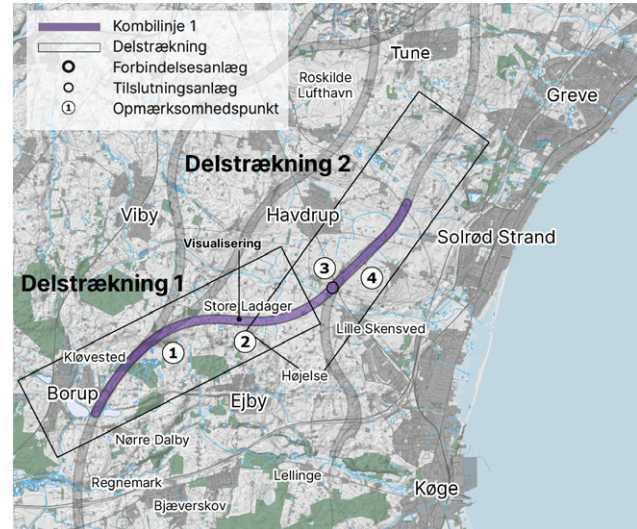 Kombilinje 1
Delstrækning
Forbindelsesanlæg
Tilslutningsanlæg
1 Opmærksomhedspunkt
Tune
Roskilde
Lufthavn
Greve
Delstrækning 2
Viby
Havdrup
Visualisering
Solrød Strand
Delstrækning 1
3
4
Store Ladager
Lille Skensved
2
1
Kløvested
Højelse
Borup
Ejby
Nørre Dalby
Lellinge
Regnemark
Køge
Bjæverskov